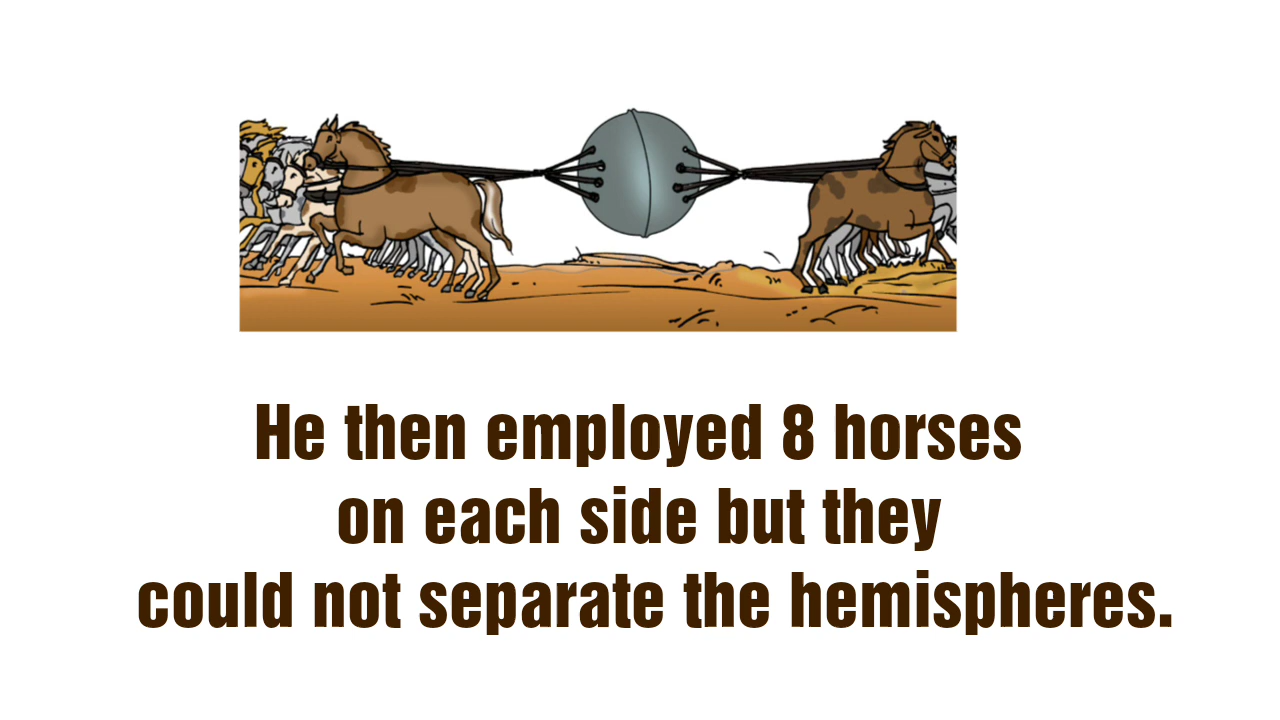 He then employed 8 horses
on each side but they
could not separate the hemispheres.